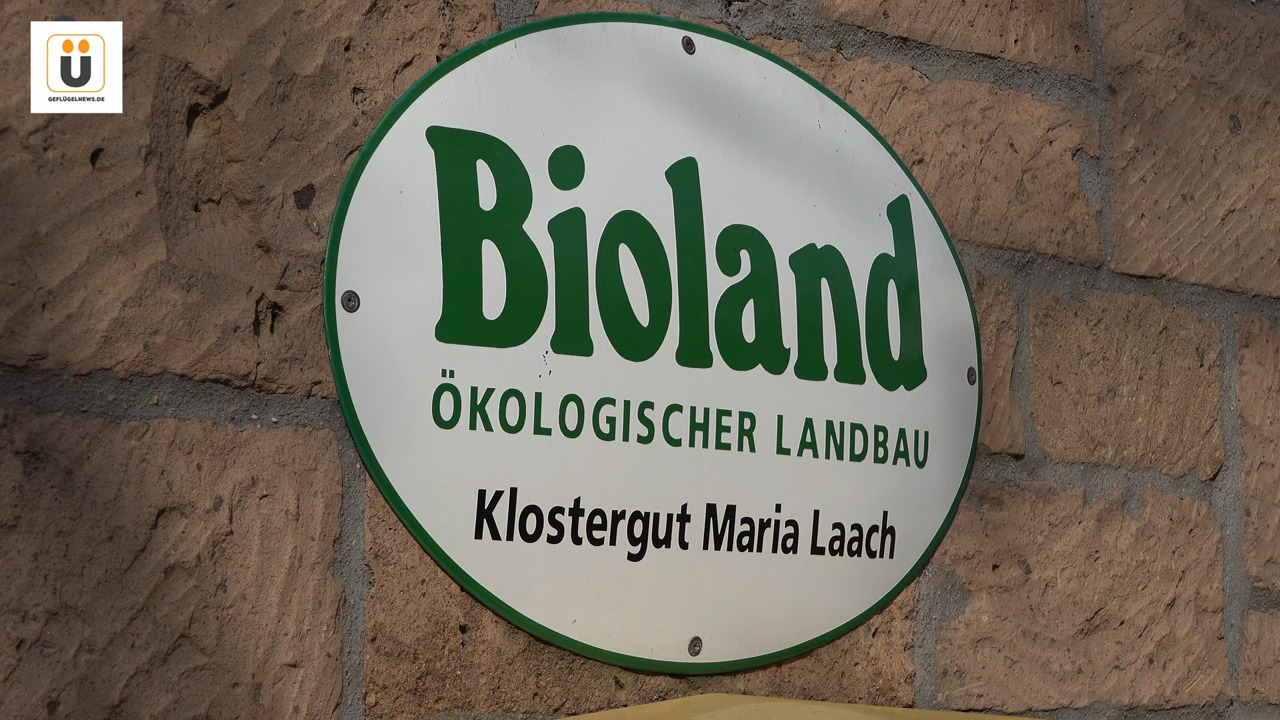 Ü
GEFLÜGELNEWS.DE
Bioland
ÖKOLOGISCHER LANDBAU
Klostergut Maria Laach